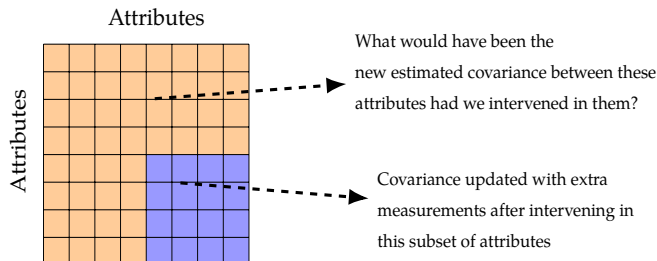 Attributes
Attributes
What would have been the
new estimated covariance between these
attributes had we intervened in them?
Covariance updated with extra
measurements after intervening in
this subset of attributes